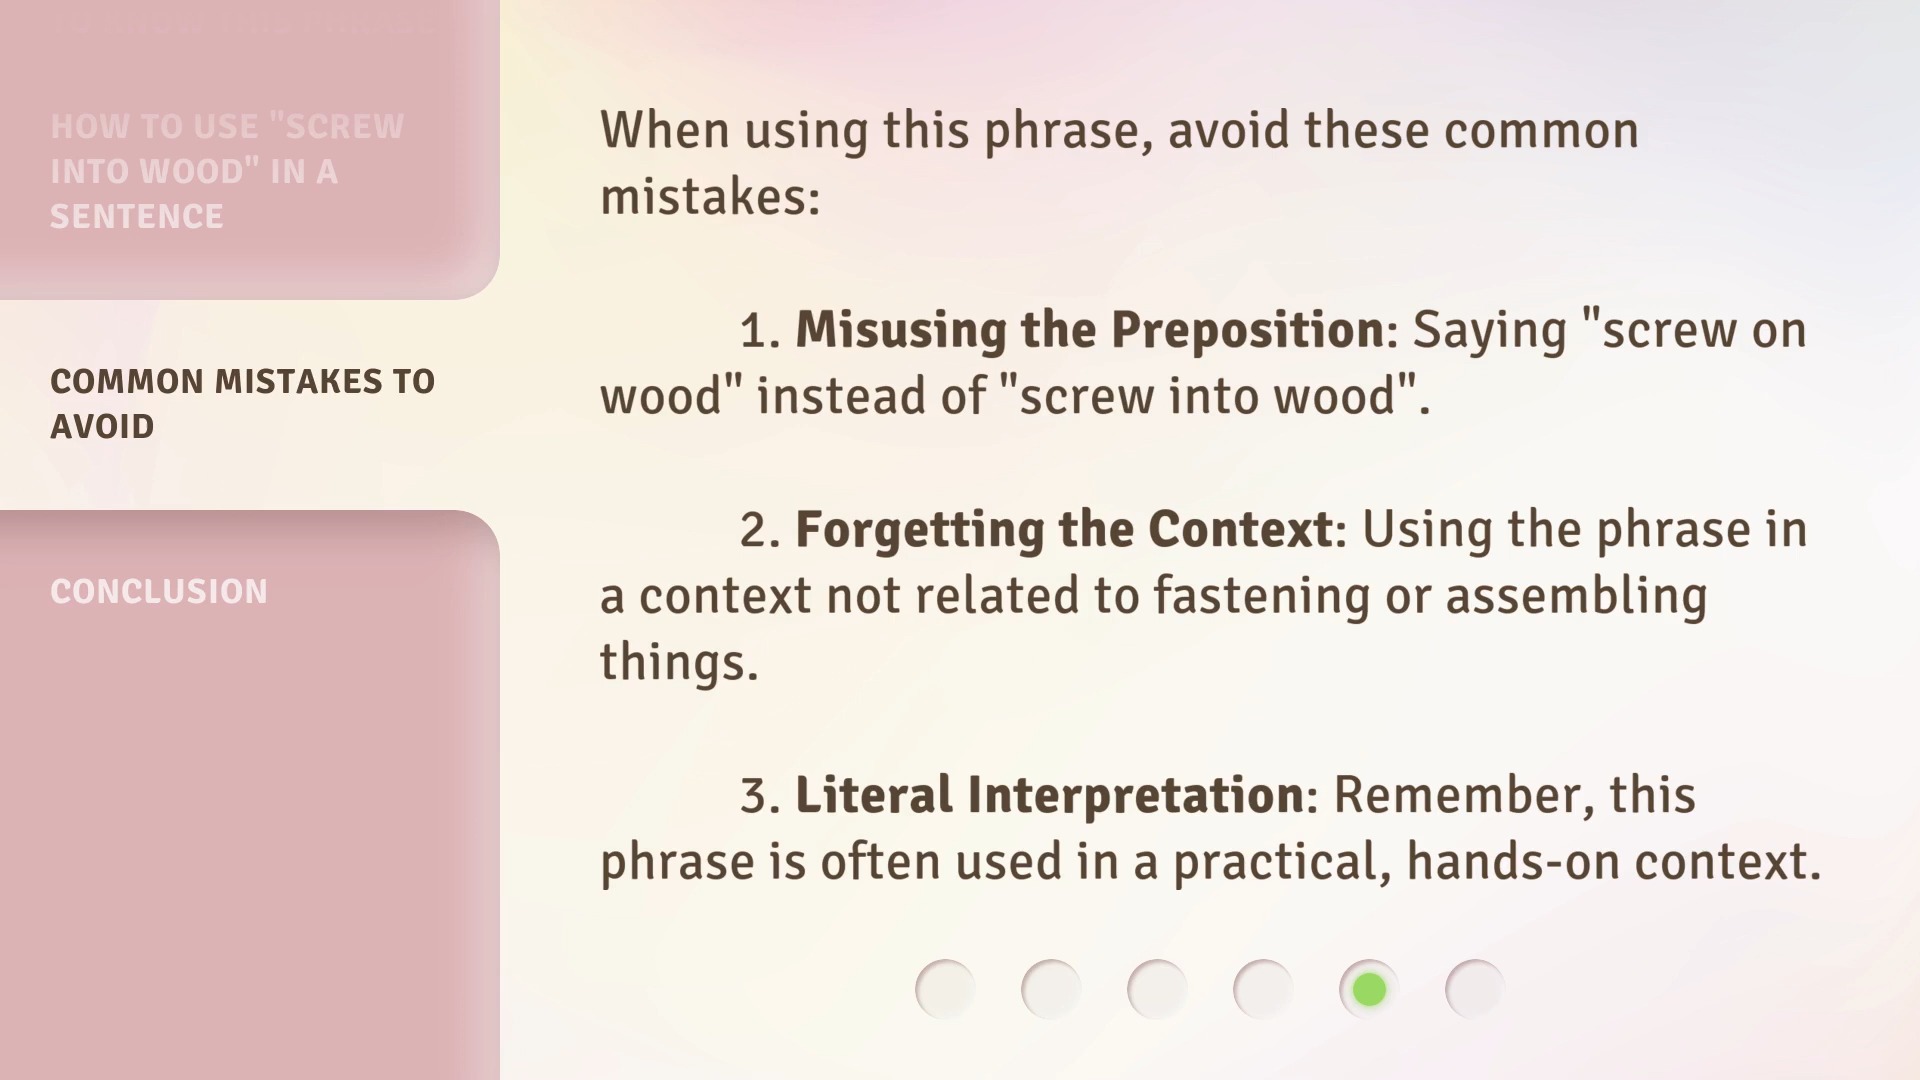 HOW TO USE "SCREW
INTO WOOD" IN A
SENTENCE
COMMON MISTAKES TO
AVOID
CONCLUSION
When using this phrase, avoid these common
mistakes:
1. Misusing the Preposition: Saying "screw on
wood" instead of "screw into wood".
2. Forgetting the Context: Using the phrase in
a context not related to fastening or assembling
things.
3. Literal Interpretation: Remember, this
phrase is often used in a practical, hands-on context.